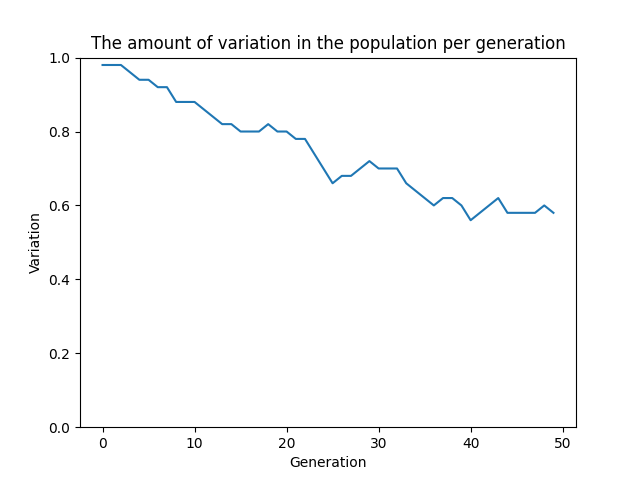 The amount of variation in the population per generation
1.0
0.8
0.6
0.4
0.2
0.0
Variation
0 10 20 30 40 50
Generation